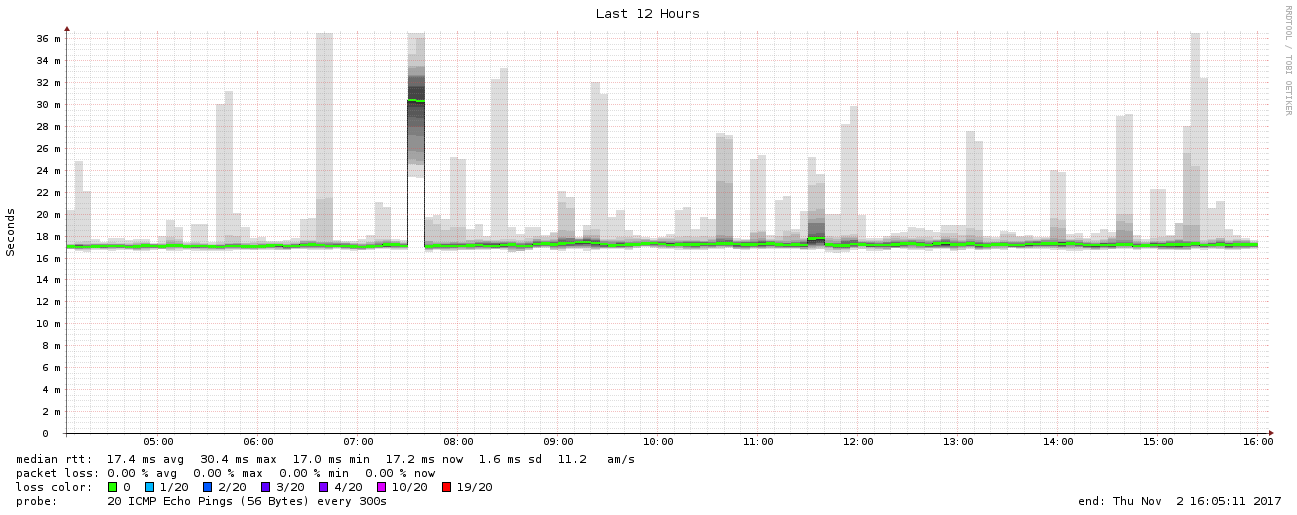 Last 12 Hours
RRDTOOL / TOBI OETIKER
Seconds
36 m
34 m
32 m
30 m
28 m
26 m
24 m
22 m
20 m
18 m
16 m
14 m
12 m
10 m
8 m
6 m
4 m
2 m
0
05:00 06:00 07:00 08:00 09:00 10:00 11:00 12:00 13:00 14:00 15:00 16:00
median rtt: 17.4 ms avg 30.4 ms max 17.0 ms min 17.2 ms now 1.6 ms sd 11.2 am/s
packet loss: 0.00 % avg 0.00 % max 0.00 % min 0.00 % now
loss color: 0 1/20 2/20 3/20 4/20 10/20 19/20
probe: 20 ICMP Echo Pings (56 Bytes) every 300s end: Thu Nov 2 16:05:11 2017